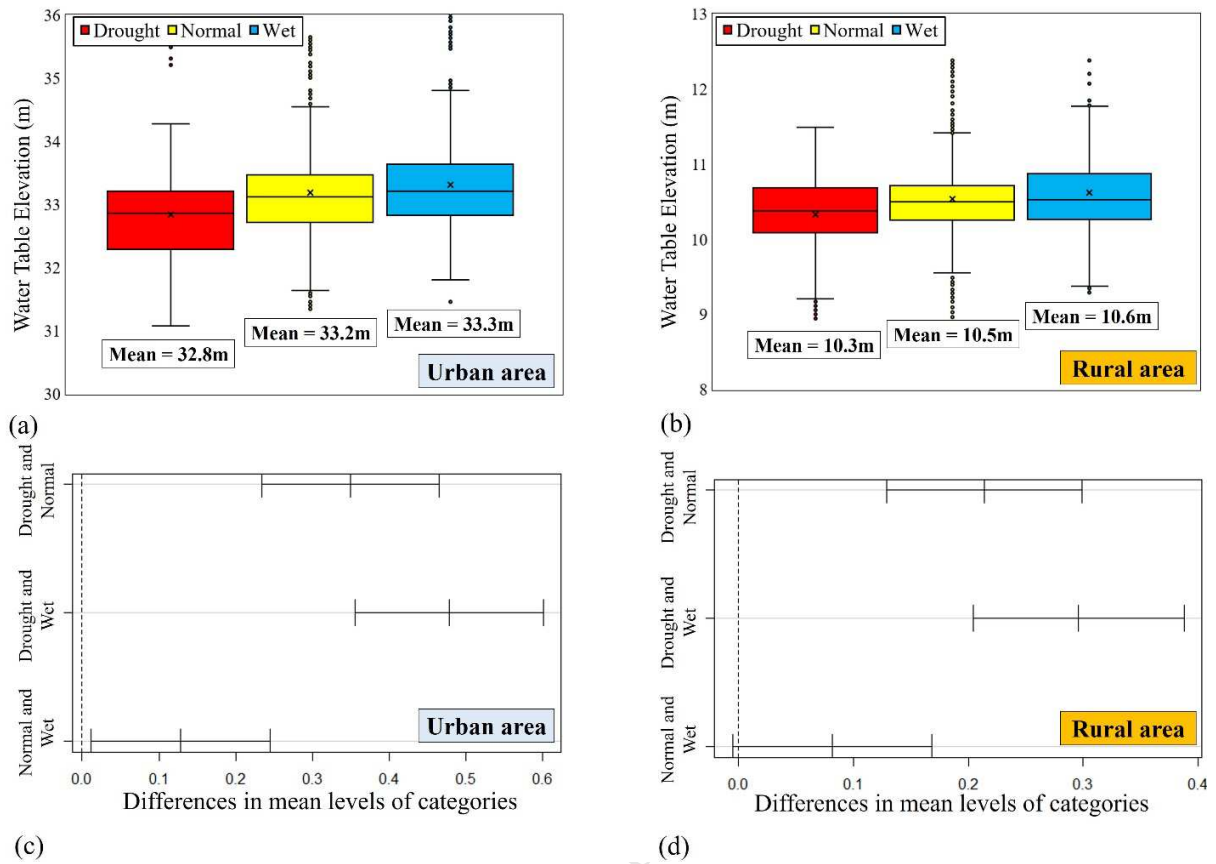 Drought Normal Wet
Water Table Elevation (m)
36
35
34
33
32
31
30
Mean = 32.8m
Mean = 33.2m
Mean = 33.3m
Urban area
(a)
Drought Normal Wet
Water Table Elevation (m)
13
12
11
10
9
8
Mean = 10.3m
Mean = 10.5m
Mean = 10.6m
Rural area
(b)
Drought and
Normal
Drought and
Wet
Normal and
Wet
Urban area
0.0 0.1 0.2 0.3 0.4 0.5 0.6
Differences in mean levels of categories
(c)
Drought and
Normal
Drought and
Wet
Normal and
Wet
Rural area
0.0 0.1 0.2 0.3 0.4
Differences in mean levels of categories
(d)